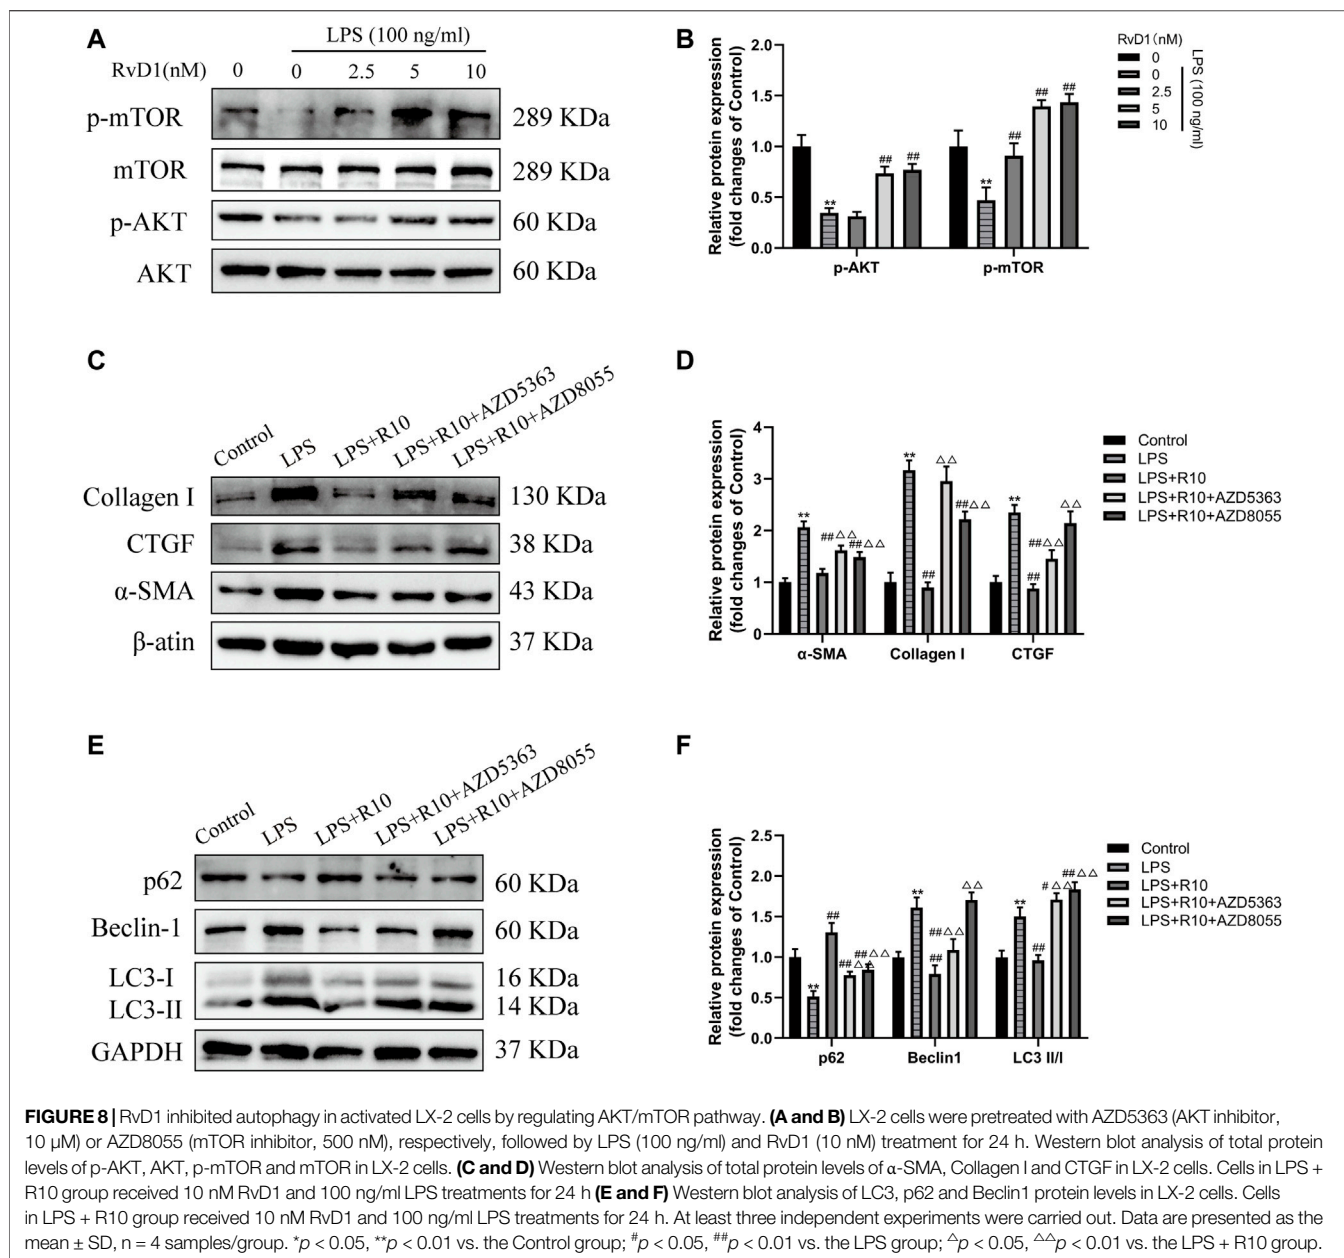 A
LPS (100 ng/ml)
RvD1(nM) 0 0 2.5 5 10
p-mTOR 289 KDa
mTOR 289 KDa
p-AKT 60 KDa
AKT 60 KDa
B
Relative protein expression
(fold changes of Control)
2.0
1.5
1.0
0.5
0.0
** ## ## ** ## ## ##
p-AKT p-mTOR
RvD1(nM)
0
0
2.5
5
10
LPS (100 ng/ml)
C
Control LPS LPS+R10 LPS+R10+AZD5363 LPS+R10+AZD8055
Collagen I 130 KDa
CTGF 38 KDa
α-SMA 43 KDa
β-atin 37 KDa
D
Relative protein expression
(fold changes of Control)
4
3
2
1
0
** ##△△ ##△△ ** ## △△ ##△△ ** ## ##△△ △△
α-SMA Collagen I CTGF
Control
LPS
LPS+R10
LPS+R10+AZD5363
LPS+R10+AZD8055
E
Control LPS LPS+R10 LPS+R10+AZD5363 LPS+R10+AZD8055
p62 60 KDa
Beclin-1 60 KDa
LC3-I 16 KDa
LC3-II 14 KDa
GAPDH 37 KDa
F
Relative protein expression
(fold changes of Control)
2.5
2.0
1.5
1.0
0.5
0.0
** ## ##△△ ##△△ ** ## ##△△ △△ ** ## #△△ ##△△
p62 Beclin1 LC3 II/I
Control
LPS
LPS+R10
LPS+R10+AZD5363
LPS+R10+AZD8055
FIGURE 8 | RvD1 inhibited autophagy in activated LX-2 cells by regulating AKT/mTOR pathway. (A and B) LX-2 cells were pretreated with AZD5363 (AKT inhibitor,
10 μM) or AZD8055 (mTOR inhibitor, 500 nM), respectively, followed by LPS (100 ng/ml) and RvD1 (10 nM) treatment for 24 h. Western blot analysis of total protein
levels of p-AKT, AKT, p-mTOR and mTOR in LX-2 cells. (C and D) Western blot analysis of total protein levels of α-SMA, Collagen I and CTGF in LX-2 cells. Cells in LPS +
R10 group received 10 nM RvD1 and 100 ng/ml LPS treatments for 24 h (E and F) Western blot analysis of LC3, p62 and Beclin1 protein levels in LX-2 cells. Cells
in LPS + R10 group received 10 nM RvD1 and 100 ng/ml LPS treatments for 24 h. At least three independent experiments were carried out. Data are presented as the
mean ± SD, n = 4 samples/group. *p < 0.05, **p < 0.01 vs. the Control group; #p < 0.05, ##p < 0.01 vs. the LPS group; △p < 0.05, △△p < 0.01 vs. the LPS + R10 group.